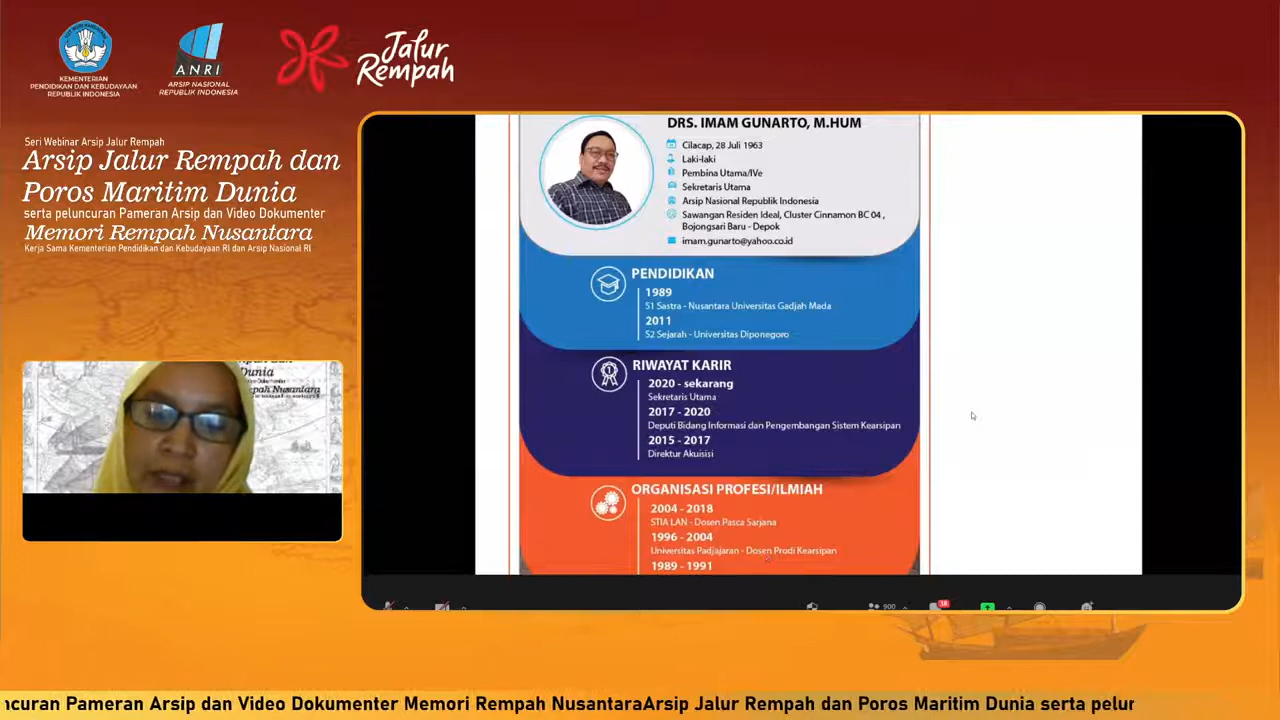 KEMENTERIAN
PENDIDIKAN DAN KEBUDAYAAN
REPUBLIK INDONESIA
ANRI
ARSIP NASIONAL
REPUBLIK INDONESIA
Jalur
Rempah
Seri Webinar Arsip Jalur Rempah
Arsip Jalur Rempah dan
Poros Maritim Dunia
serta peluncuran Pameran Arsip dan Video Dokumenter
Memori Rempah Nusantara
Kerja Sama Kementerian Pendidikan dan Kebudayaan RI dan Arsip Nasional RI
Dunia
Nusantara
DRS. IMAM GUNARTO, M.HUM
Cilacap, 28 Juli 1963
Laki-laki
Pembina Utama/IVe
Sekretaris Utama
Arsip Nasional Republik Indonesia
Sawangan Residen Ideal, Cluster Cinnamon BC 04 ,
Bojongsari Baru - Depok
imam.gunarto@yahoo.co.id
PENDIDIKAN
1989
S1 Sastra - Nusantara Universitas Gadjah Mada
2011
S2 Sejarah - Universitas Diponegoro
RIWAYAT KARIR
2020 - sekarang
Sekretaris Utama
2017 - 2020
Deputi Bidang Informasi dan Pengembangan Sistem Kearsipan
2015 - 2017
Direktur Akuisisi
ORGANISASI PROFESI/ILMIAH
2004 - 2018
STIA LAN - Dosen Pasca Sarjana
1996 - 2004
Universitas Padjajaran - Dosen Prodi Kearsipan
1989 - 1991
900
18
ncuran Pameran Arsip dan Video Dokumenter Memori Rempah NusantaraArsip Jalur Rempah dan Poros Maritim Dunia serta pelur